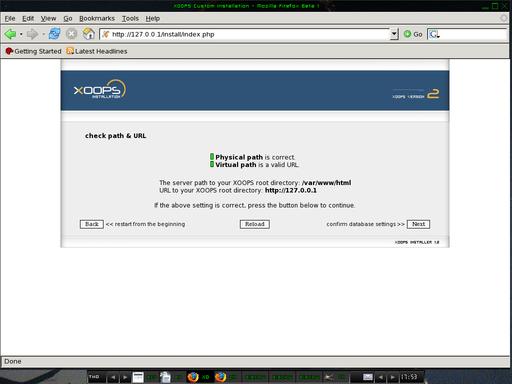 XOOPS Custom Installation - Mozilla Firefox Beta 1
File Edit View Go Bookmarks Tools Help
http://127.0.0.1/install/index.php Go
Getting Started Latest Headlines
XOOPS
INSTALLATION
XOOPS VERSION 2
check path & URL
Physical path is correct.
Virtual path is a valid URL.
The server path to your XOOPS root directory: /var/www/html
URL to your XOOPS root directory: http://127.0.0.1
If the above setting is correct, press the button below to continue.
Back << restart from the beginning Reload confirm database settings >> Next
XOOPS INSTALLER 1.0
Done
TWO XO 17:53